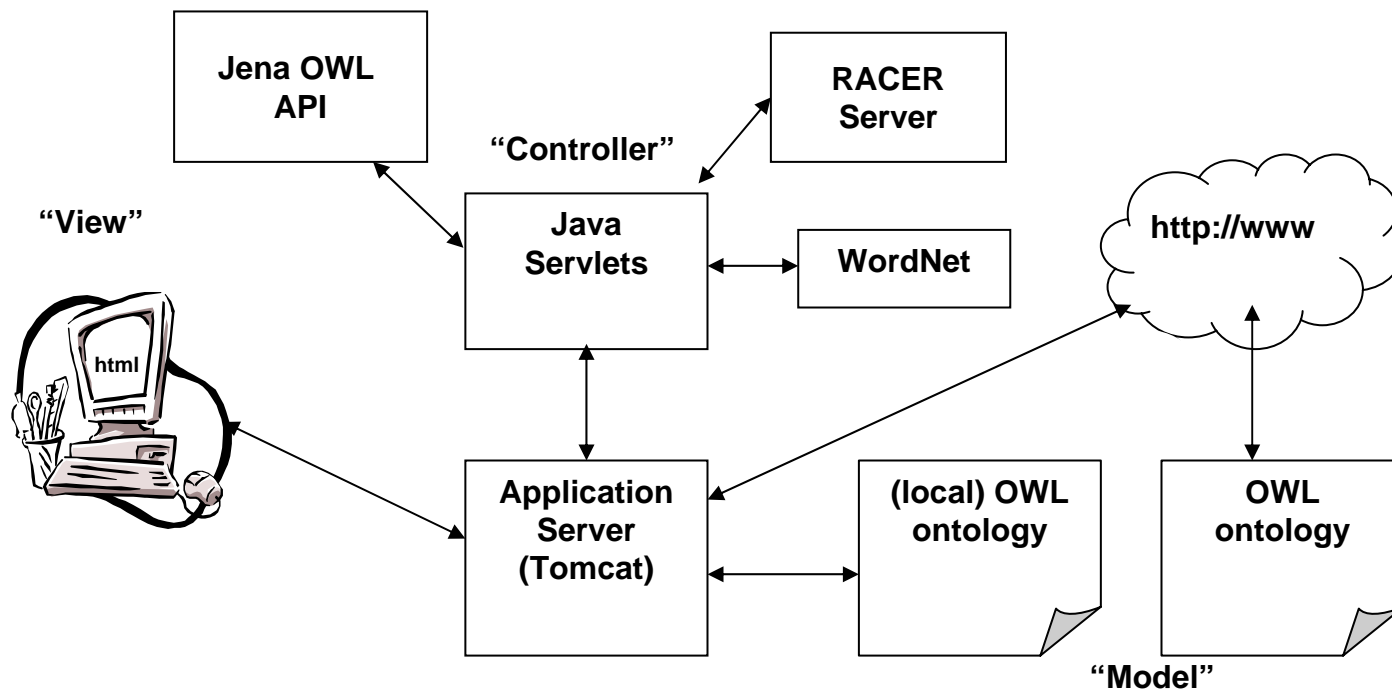 Jena OWL
API
RACER
Server
“Controller”
“View”
Java
Servlets
WordNet
http://www
html
Application
Server
(Tomcat)
(local) OWL
ontology
OWL
ontology
“Model”